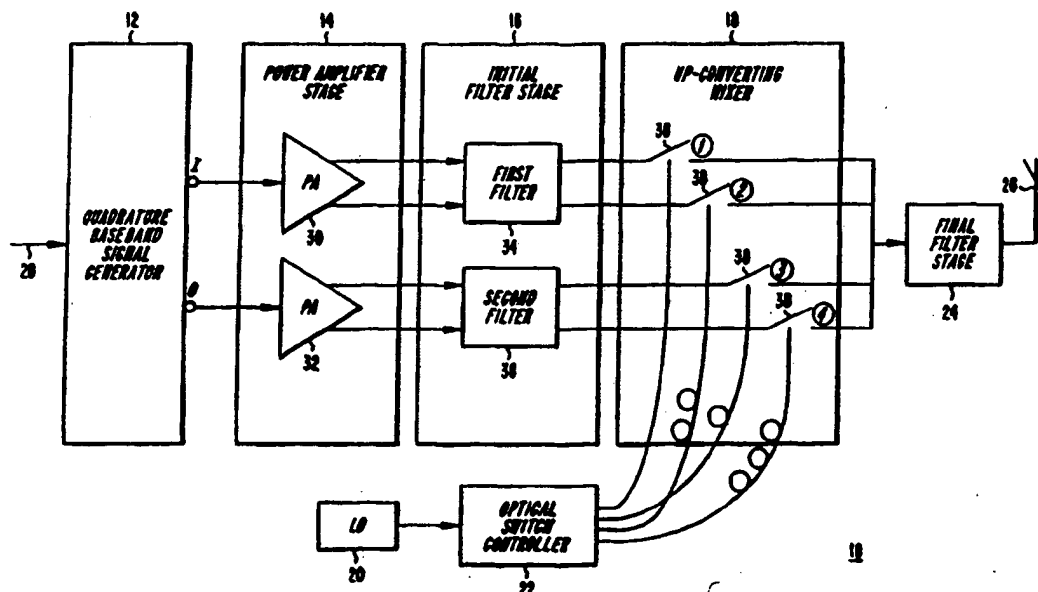 12
14
16
18
QUADRATURE
BASEBAND
SIGNAL
GENERATOR
28
I
Q
POWER AMPLIFIER
STAGE
PA
30
PA
32
INITIAL
FILTER STAGE
FIRST
FILTER
34
SECOND
FILTER
36
UP-CONVERTING
MIXER
38
1
38
2
38
3
38
4
FINAL
FILTER
STAGE
24
26
LO
20
OPTICAL
SWITCH
CONTROLLER
22
10